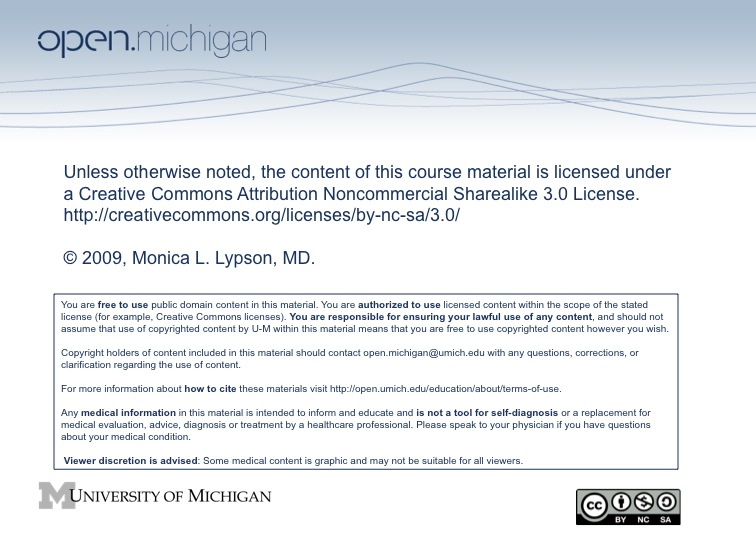 open.michigan
Unless otherwise noted, the content of this course material is licensed under
a Creative Commons Attribution Noncommercial Sharealike 3.0 License.
http://creativecommons.org/licenses/by-nc-sa/3.0/
© 2009, Monica L. Lypson, MD.
You are free to use public domain content in this material. You are authorized to use licensed content within the scope of the stated
license (for example, Creative Commons licenses). You are responsible for ensuring your lawful use of any content, and should not
assume that use of copyrighted content by U-M within this material means that you are free to use copyrighted content however you wish.
Copyright holders of content included in this material should contact open.michigan@umich.edu with any questions, corrections, or
clarification regarding the use of content.
For more information about how to cite these materials visit http://open.umich.edu/education/about/terms-of-use.
Any medical information in this material is intended to inform and educate and is not a tool for self-diagnosis or a replacement for
medical evaluation, advice, diagnosis or treatment by a healthcare professional. Please speak to your physician if you have questions
about your medical condition.
Viewer discretion is advised: Some medical content is graphic and may not be suitable for all viewers.
M UNIVERSITY OF MICHIGAN
cc
BY NC SA